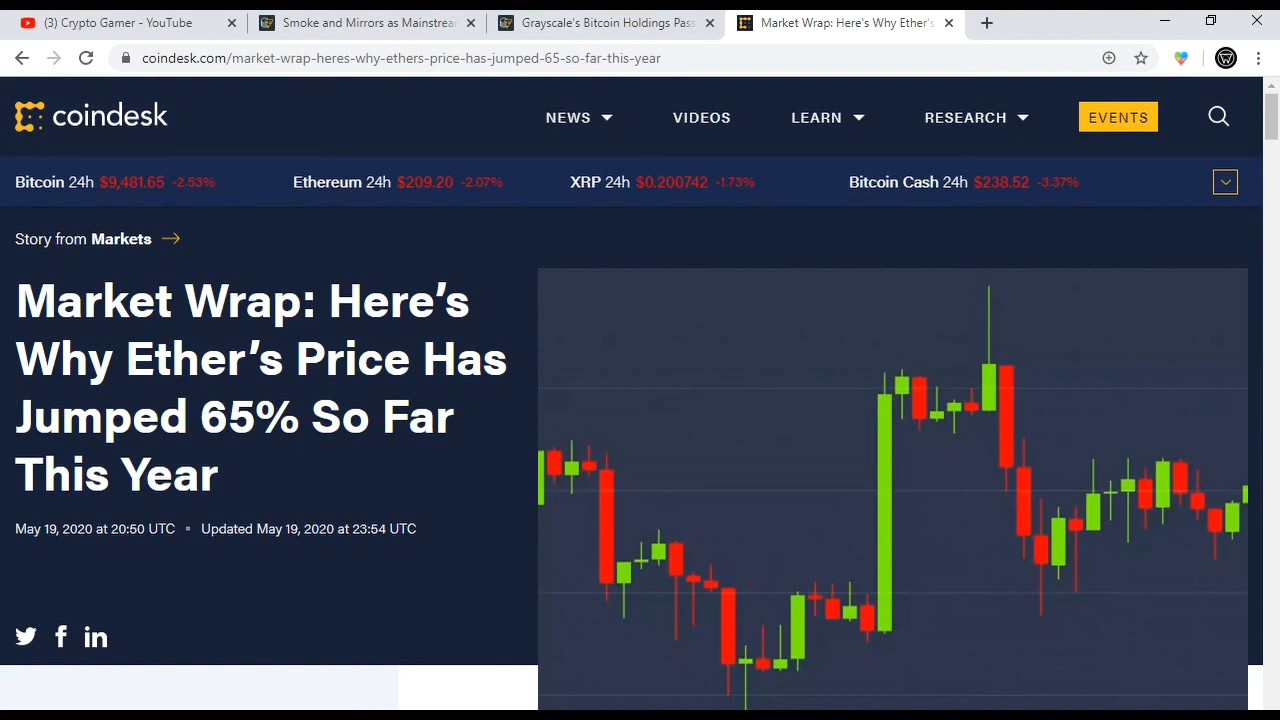 (3) Crypto Gamer - YouTube
Smoke and Mirrors as Mainstrea
Grayscale's Bitcoin Holdings Pass
Market Wrap: Here's Why Ether's
coindesk.com/market-wrap-heres-why-ethers-price-has-jumped-65-so-far-this-year
coindesk
NEWS
VIDEOS
LEARN
RESEARCH
EVENTS
Bitcoin 24h $9,481.65 -2.53%
Ethereum 24h $209.20 -2.07%
XRP 24h $0.200742 -1.73%
Bitcoin Cash 24h $238.52 -3.37%
Story from Markets
Market Wrap: Here’s
Why Ether’s Price Has
Jumped 65% So Far
This Year
May 19, 2020 at 20:50 UTC ▪ Updated May 19, 2020 at 23:54 UTC